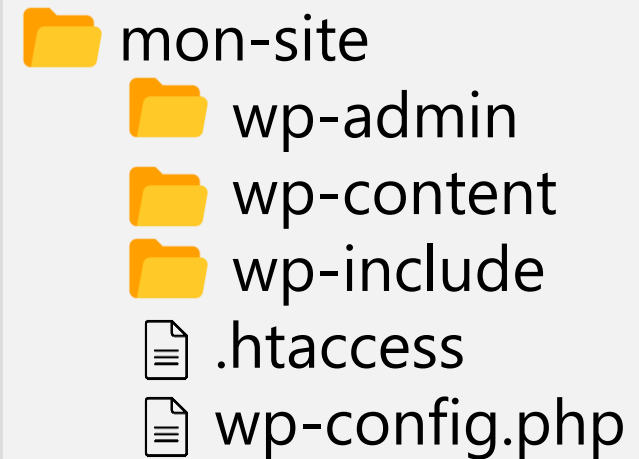 mon-site
wp-admin
wp-content
wp-include
.htaccess
wp-config.php